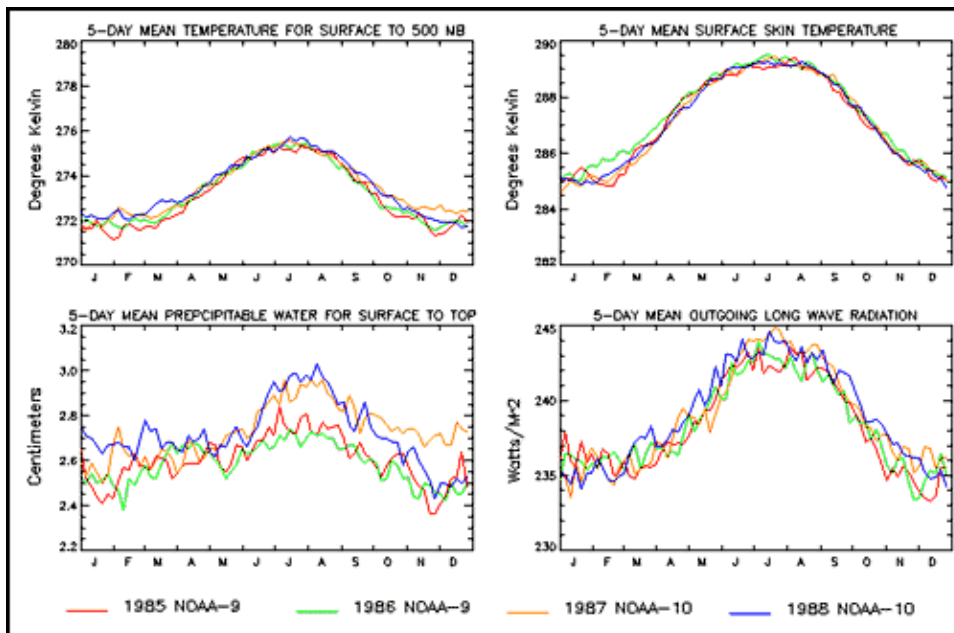 5-DAY MEAN TEMPERATURE FOR SURFACE TO 500 MB
280
278
276
274
272
270
Degrees Kelvin
J F M A M J J A S O N D
5-DAY MEAN SURFACE SKIN TEMPERATURE
290
288
286
284
282
Degrees Kelvin
J F M A M J J A S O N D
5-DAY MEAN PREPCIPITABLE WATER FOR SURFACE TO TOP
3.2
3.0
2.8
2.6
2.4
2.2
Centimeters
J F M A M J J A S O N D
5-DAY MEAN OUTGOING LONG WAVE RADIATION
245
240
235
230
Watts/M^2
J F M A M J J A S O N D
1985 NOAA-9 1986 NOAA-9 1987 NOAA-10 1988 NOAA-10